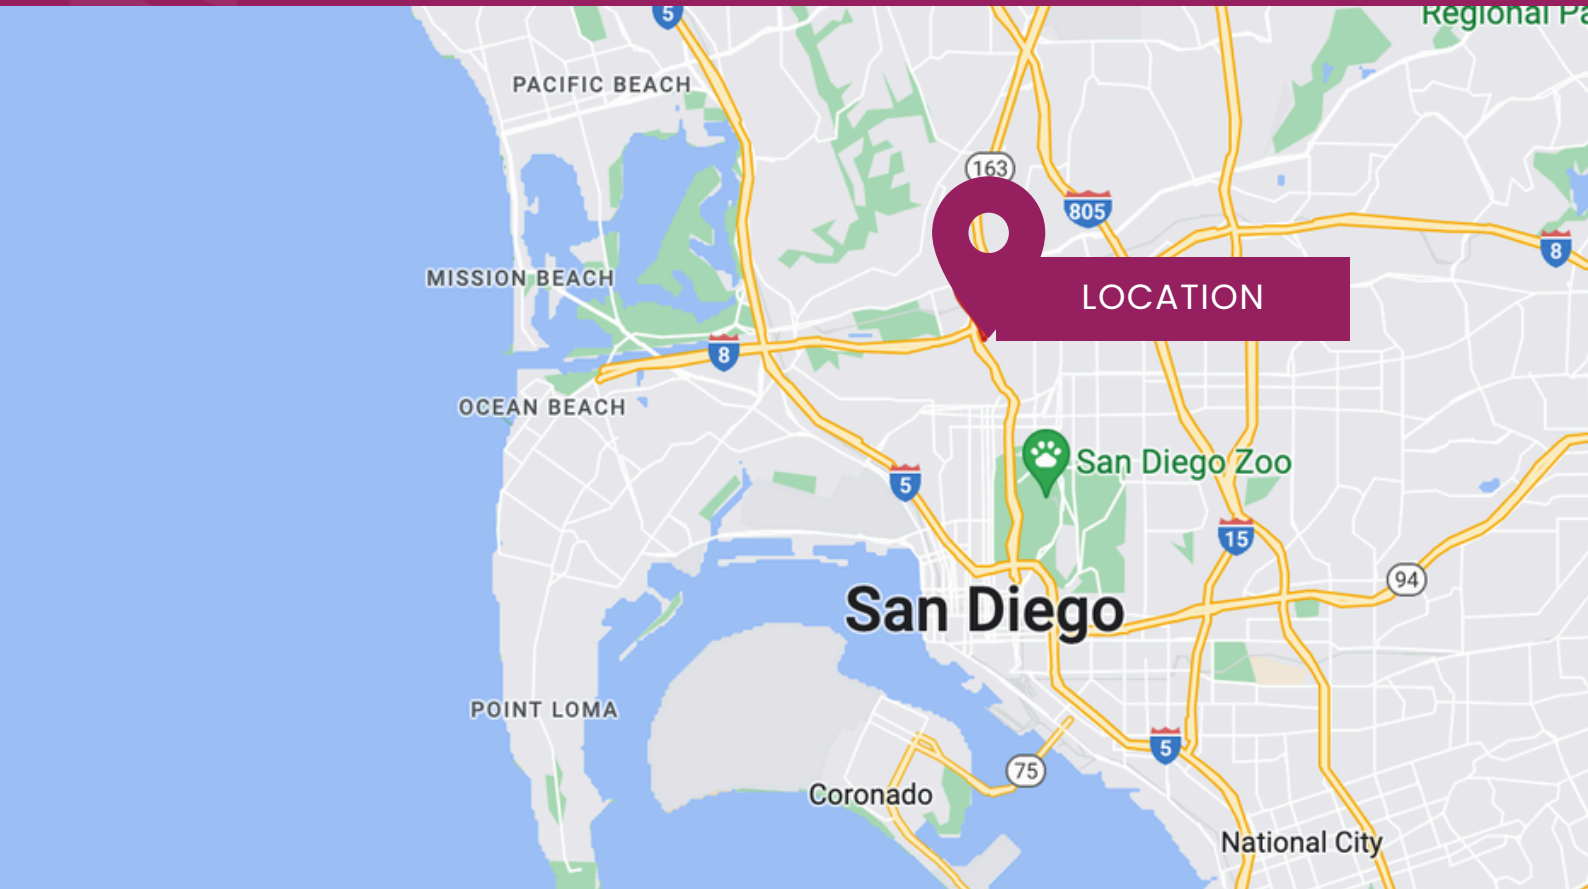 5
Regional Pa
PACIFIC BEACH
163
805
8
MISSION BEACH
LOCATION
8
OCEAN BEACH
San Diego Zoo
5
15
94
San Diego
POINT LOMA
5
75
Coronado
National City